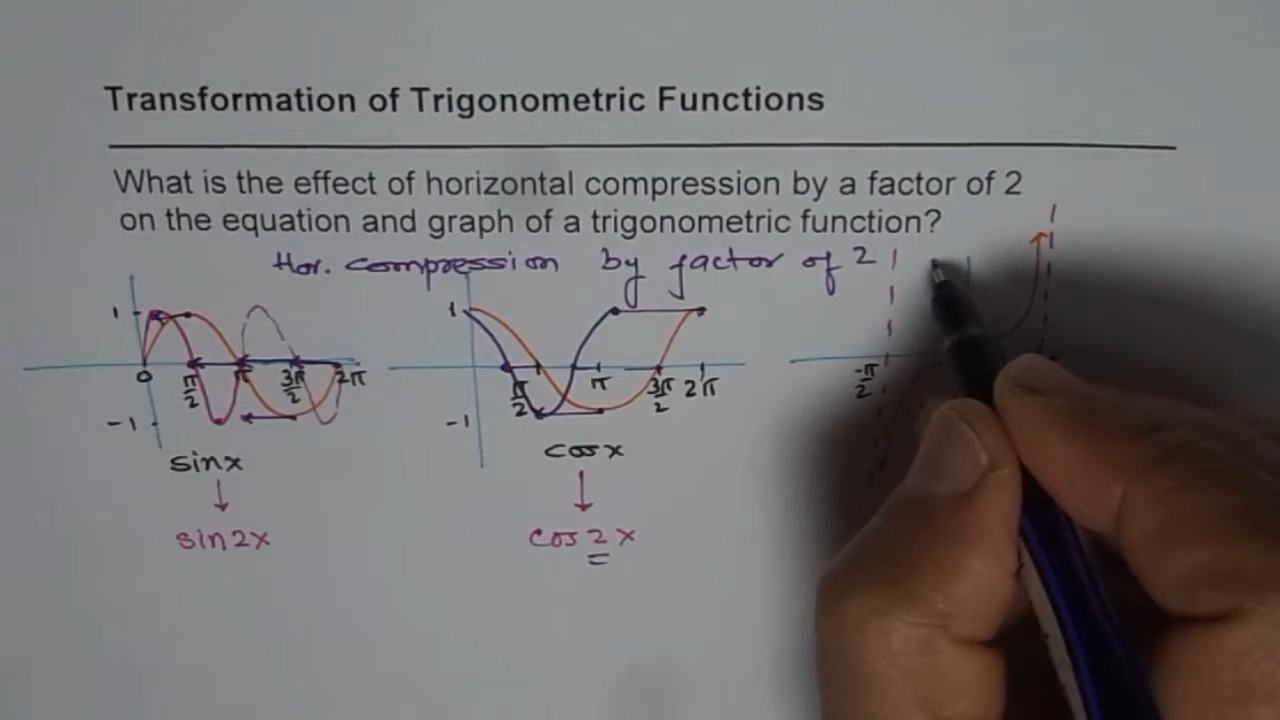 Transformation of Trigonometric Functions
What is the effect of horizontal compression by a factor of 2
on the equation and graph of a trigonometric function?
Hor. compression by factor of 2
1
0 π/2 π 3π/2 2π
-1
sinx
sin2x
1
π/2 π 3π/2 2π
-1
cosx
cos2x
-π/2